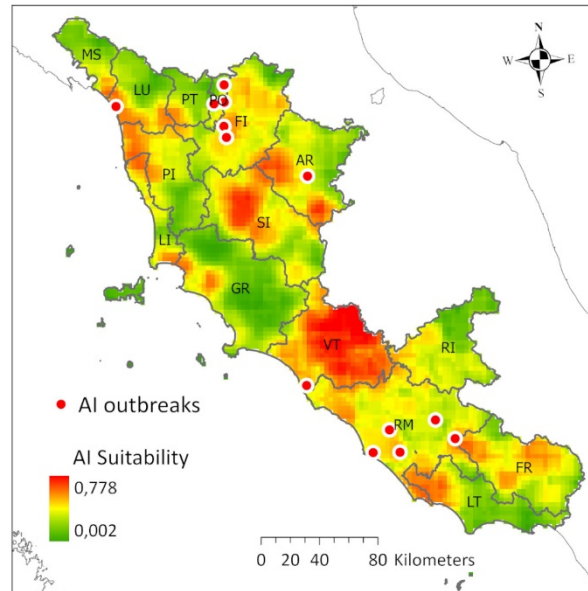 N
W E
S
MS
LU
PT
PO
FI
AR
PI
SI
LI
GR
VT
RI
RM
FR
LT
AI outbreaks
AI Suitability
0,778
0,002
0 20 40 80 Kilometers